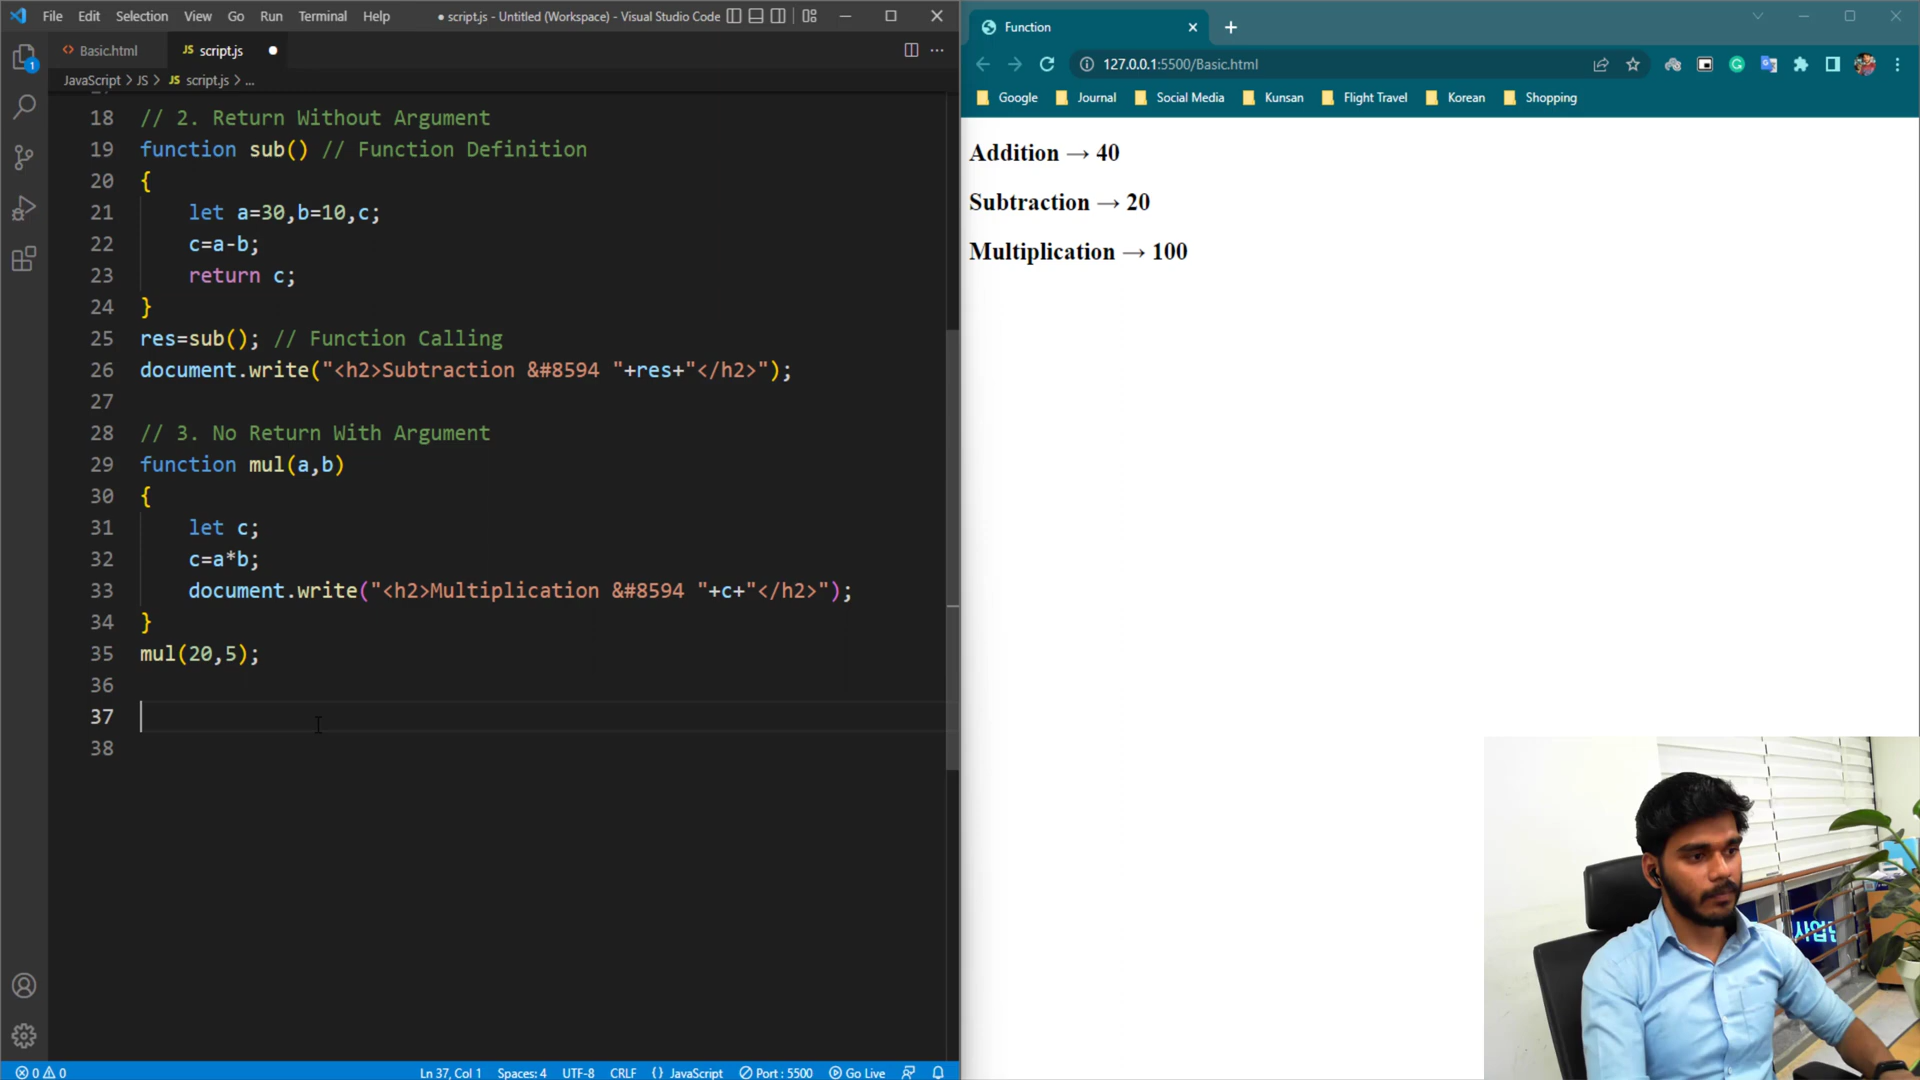 File Edit Selection View Go Run Terminal Help
● script.js - Untitled (Workspace) - Visual Studio Code
Basic.html
JS script.js ●
JavaScript > JS > JS script.js > ...
18 // 2. Return Without Argument
19 function sub() // Function Definition
20 {
21 let a=30,b=10,c;
22 c=a-b;
23 return c;
24 }
25 res=sub(); // Function Calling
26 document.write("<h2>Subtraction &#8594 "+res+"</h2>");
27
28 // 3. No Return With Argument
29 function mul(a,b)
30 {
31 let c;
32 c=a*b;
33 document.write("<h2>Multiplication &#8594 "+c+"</h2>");
34 }
35 mul(20,5);
36
37
38
1
0 0
Ln 37, Col 1
Spaces: 4
UTF-8
CRLF
{} JavaScript
Port : 5500
Go Live
Function
127.0.0.1:5500/Basic.html
Google
Journal
Social Media
Kunsan
Flight Travel
Korean
Shopping
Addition → 40
Subtraction → 20
Multiplication → 100